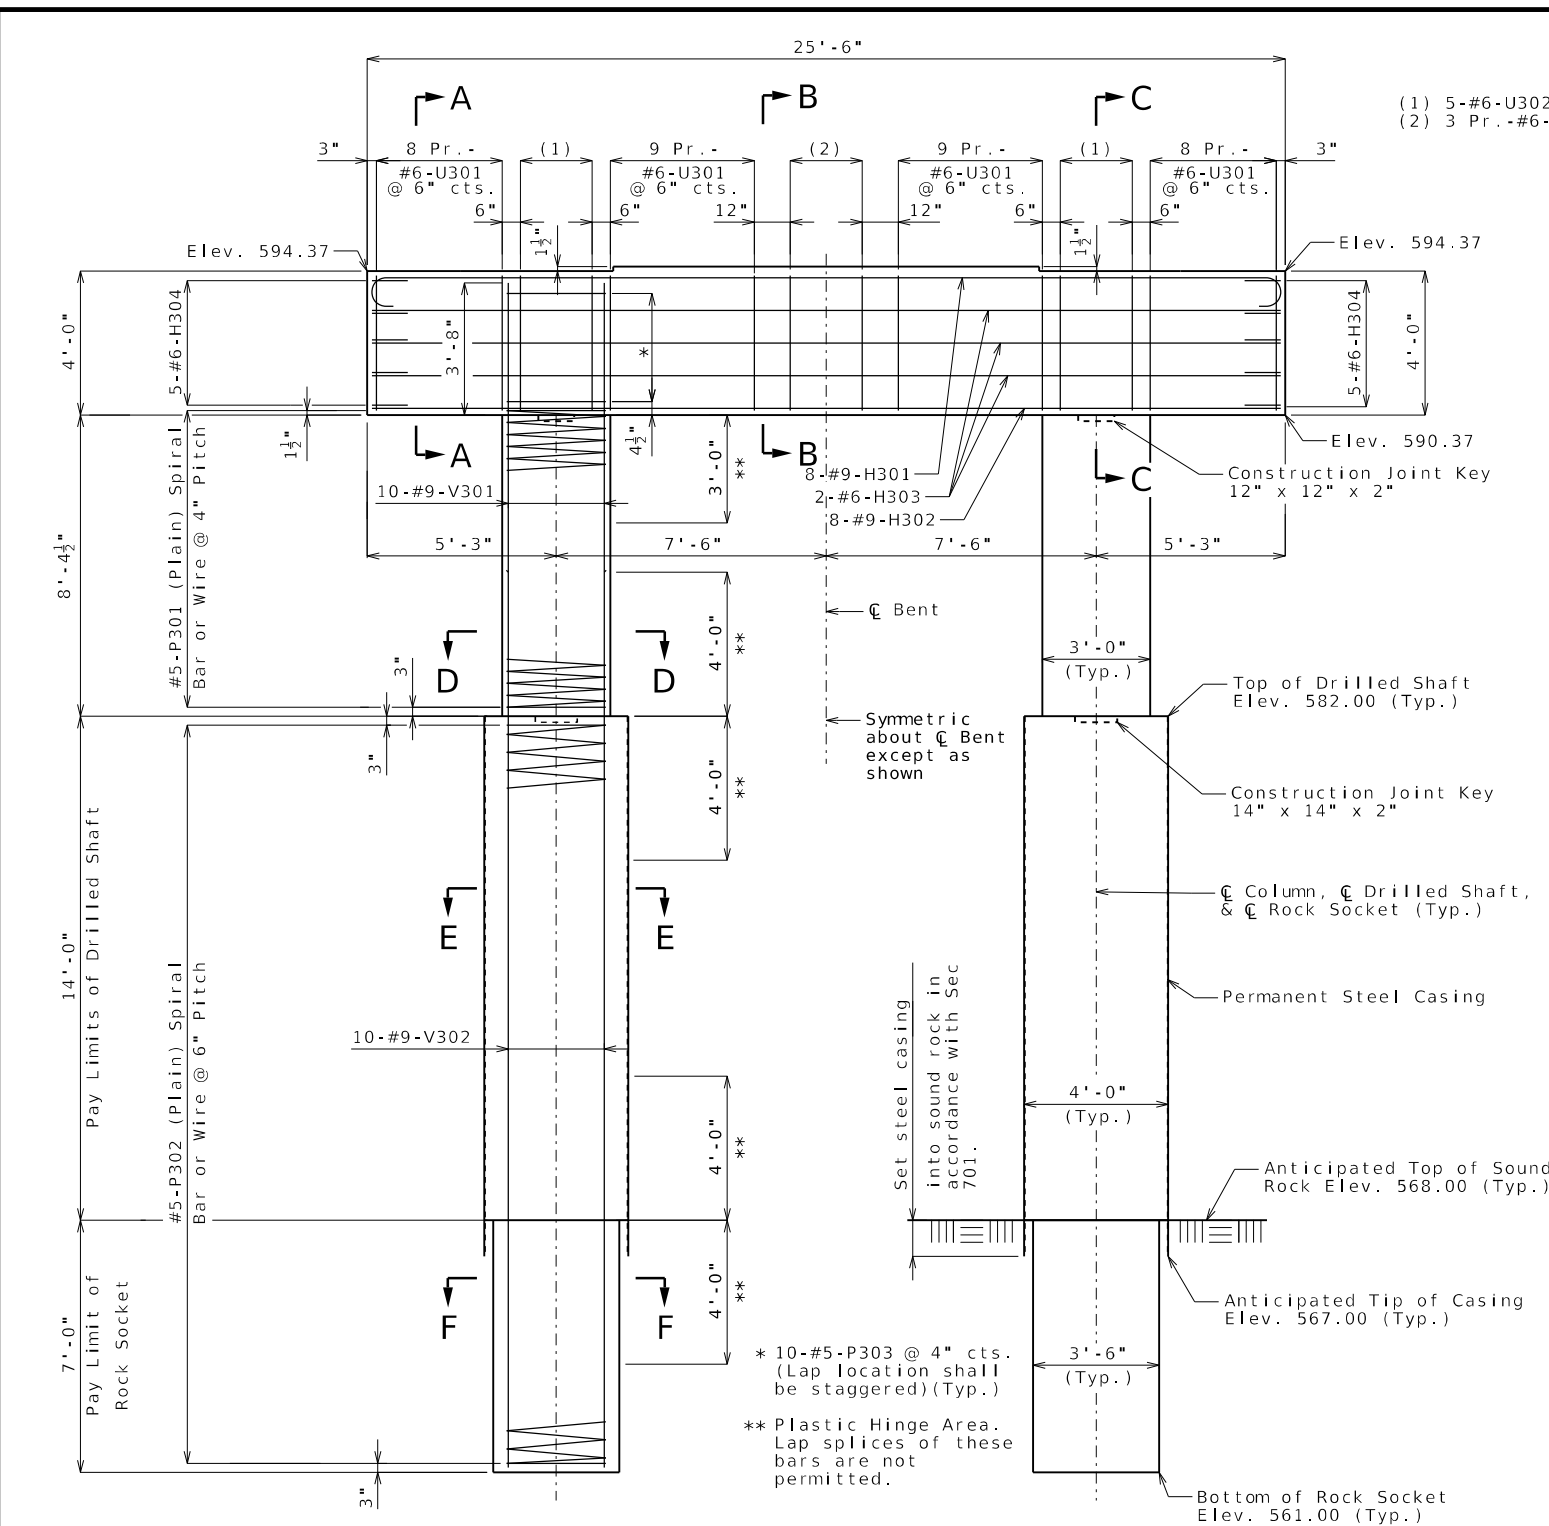 25'-6"
A
B
C
(1) 5-#6-U302
(2) 3 Pr.-#6-
3"
8 Pr.-
#6-U301
@ 6" cts.
(1)
9 Pr.-
#6-U301
@ 6" cts.
(2)
9 Pr.-
#6-U301
@ 6" cts.
(1)
8 Pr.-
#6-U301
@ 6" cts.
3"
6"
6"
12"
12"
6"
6"
1 1/2"
1 1/2"
Elev. 594.37
Elev. 594.37
4'-0"
5-#6-H304
3'-8"
*
5-#6-H304
4'-0"
1 1/2"
A
4 1/2"
3'-0"
**
B
C
Elev. 590.37
Construction Joint Key
12" x 12" x 2"
8-#9-H301
2-#6-H303
8-#9-H302
10-#9-V301
5'-3"
7'-6"
7'-6"
5'-3"
8'-4 1/2"
#5-P301 (Plain) Spiral
Bar or Wire @ 4" Pitch
℄ Bent
4'-0"
**
D
D
3'-0"
(Typ.)
3"
Top of Drilled Shaft
Elev. 582.00 (Typ.)
Symmetric
about ℄ Bent
except as
shown
3"
4'-0"
**
Construction Joint Key
14" x 14" x 2"
14'-0"
Pay Limits of Drilled Shaft
#5-P302 (Plain) Spiral
Bar or Wire @ 6" Pitch
E
E
℄ Column, ℄ Drilled Shaft,
& ℄ Rock Socket (Typ.)
Set steel casing
into sound rock in
accordance with Sec
701.
Permanent Steel Casing
10-#9-V302
4'-0"
(Typ.)
4'-0"
**
Anticipated Top of Sound
Rock Elev. 568.00 (Typ.)
7'-0"
Pay Limit of
Rock Socket
F
F
4'-0"
**
Anticipated Tip of Casing
Elev. 567.00 (Typ.)
* 10-#5-P303 @ 4" cts.
(Lap location shall
be staggered)(Typ.)
3'-6"
(Typ.)
** Plastic Hinge Area.
Lap splices of these
bars are not
permitted.
3"
Bottom of Rock Socket
Elev. 561.00 (Typ.)